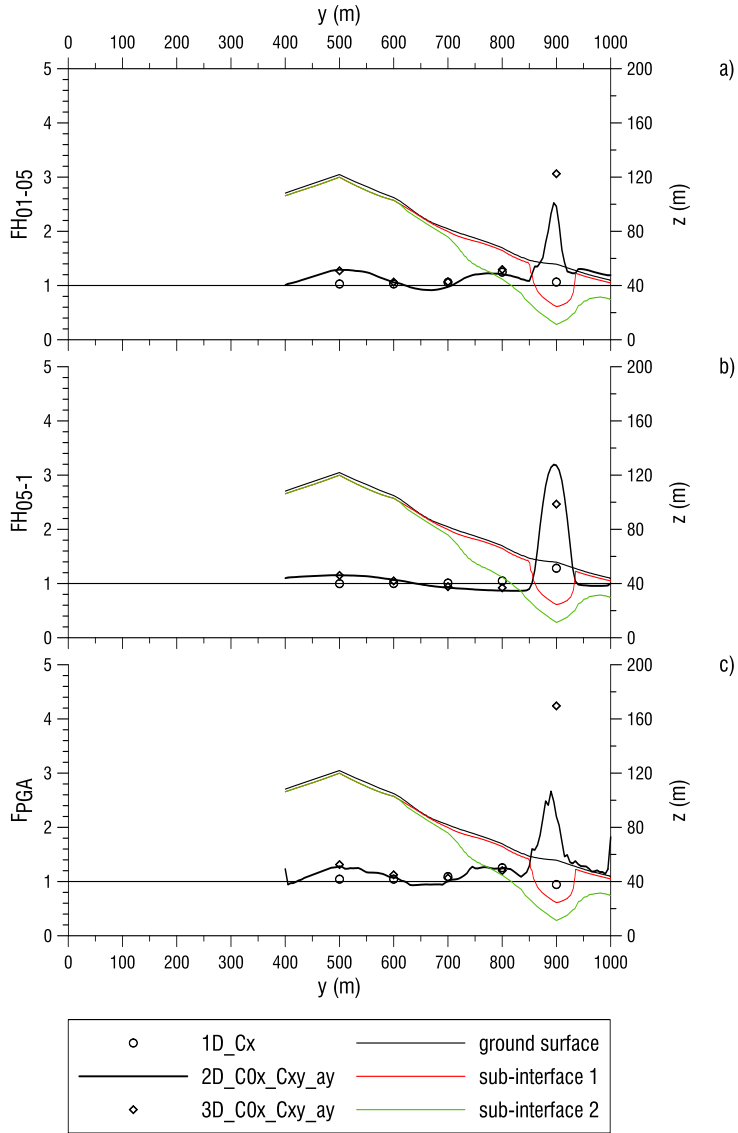 y (m)
0 100 200 300 400 500 600 700 800 900 1000
a)
5 4 3 2 1 0
FH01-05
200 160 120 80 40 0
z (m)
b)
5 4 3 2 1 0
FH05-1
200 160 120 80 40 0
z (m)
c)
5 4 3 2 1 0
FPGA
200 160 120 80 40 0
z (m)
0 100 200 300 400 500 600 700 800 900 1000
y (m)
1D_Cx ground surface
2D_C0x_Cxy_ay sub-interface 1
3D_C0x_Cxy_ay sub-interface 2